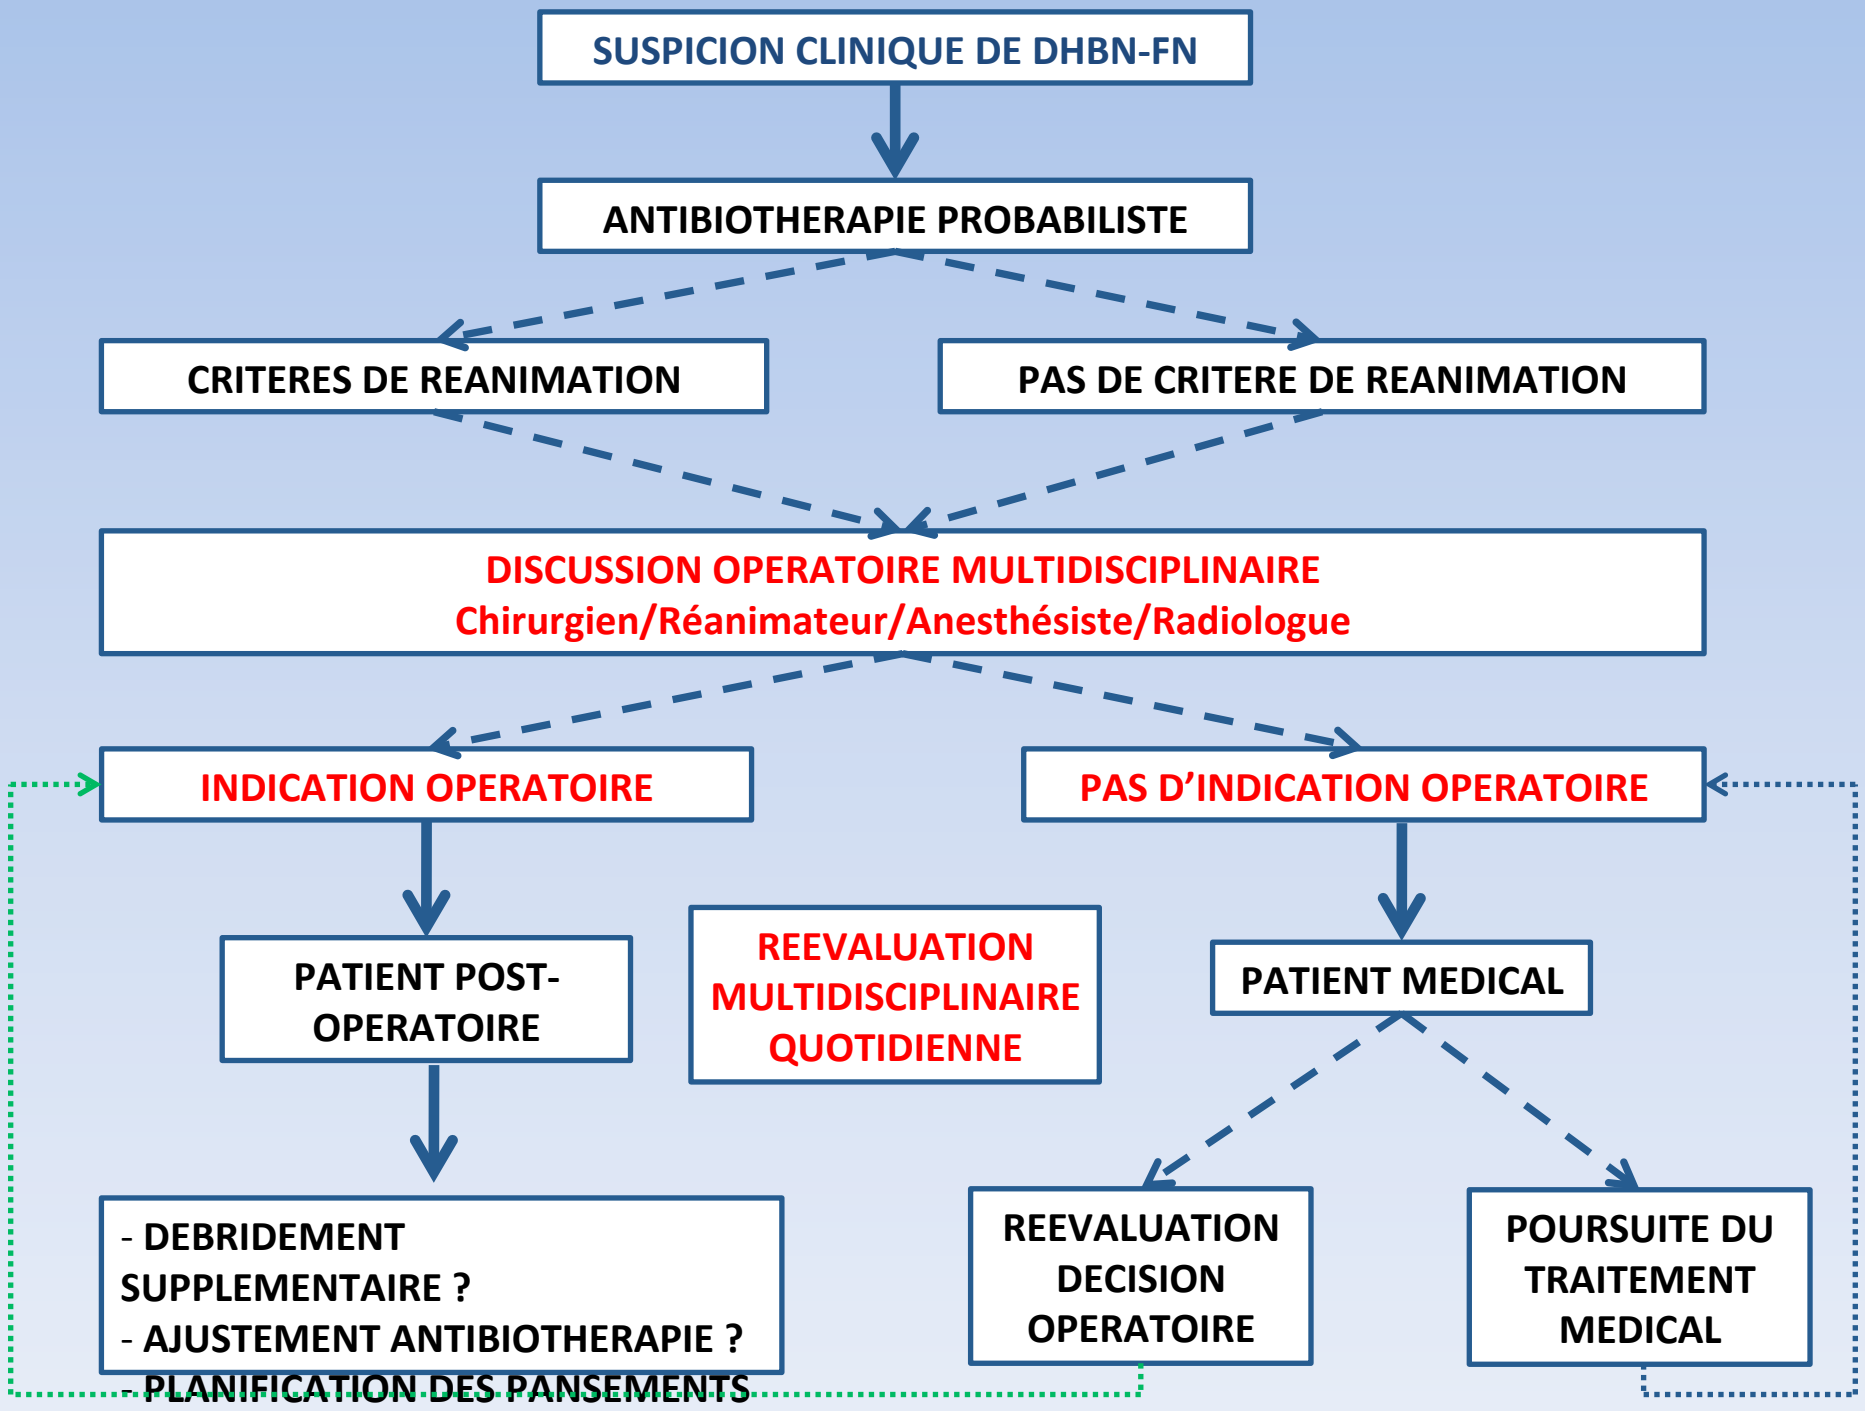 SUSPICION CLINIQUE DE DHBN-FN
ANTIBIOTHERAPIE PROBABILISTE
CRITERES DE REANIMATION
PAS DE CRITERE DE REANIMATION
DISCUSSION OPERATOIRE MULTIDISCIPLINAIRE
Chirurgien/Réanimateur/Anesthésiste/Radiologue
INDICATION OPERATOIRE
PAS D’INDICATION OPERATOIRE
PATIENT POST-
OPERATOIRE
REEVALUATION
MULTIDISCIPLINAIRE
QUOTIDIENNE
PATIENT MEDICAL
- DEBRIDEMENT
SUPPLEMENTAIRE ?
- AJUSTEMENT ANTIBIOTHERAPIE ?
- PLANIFICATION DES PANSEMENTS
REEVALUATION
DECISION
OPERATOIRE
POURSUITE DU
TRAITEMENT
MEDICAL